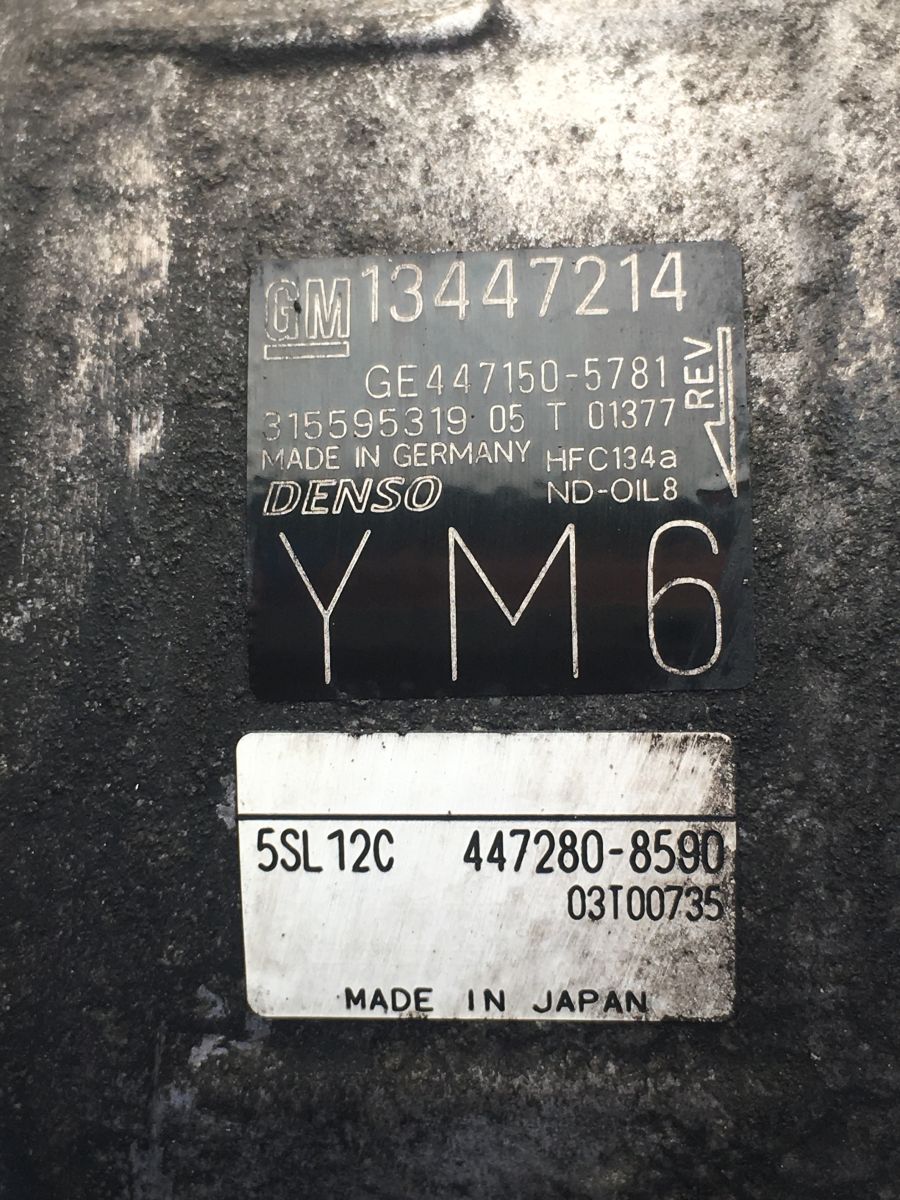 GM 13447214
GE447150-5781
REV
315595319 05 T 01377
MADE IN GERMANY HFC134a
DENSO ND-OIL8
YM6
5SL12C 447280-8590
03T00735
MADE IN JAPAN